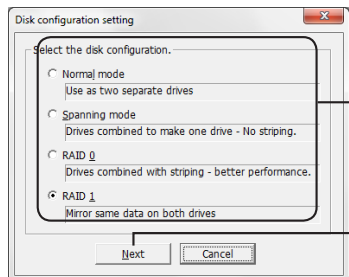 Disk configuration setting
Select the disk configuration.
Normal mode
Use as two separate drives
Spanning mode
Drives combined to make one drive - No striping.
RAID 0
Drives combined with striping - better performance.
RAID 1
Mirror same data on both drives
Next
Cancel